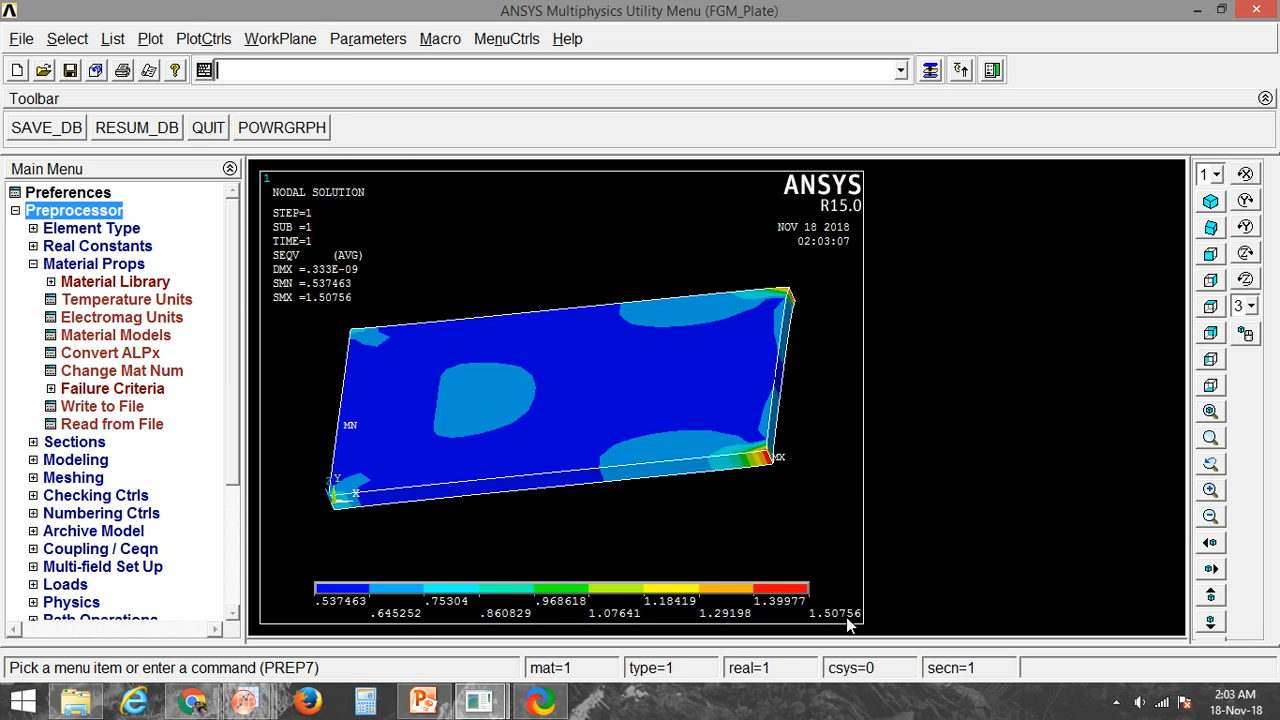 ANSYS Multiphysics Utility Menu (FGM_Plate)
File Select List Plot PlotCtrls WorkPlane Parameters Macro MenuCtrls Help
Toolbar
SAVE_DB RESUM_DB QUIT POWRGRPH
Main Menu
Preferences
Preprocessor
Element Type
Real Constants
Material Props
Material Library
Temperature Units
Electromag Units
Material Models
Convert ALPx
Change Mat Num
Failure Criteria
Write to File
Read from File
Sections
Modeling
Meshing
Checking Ctrls
Numbering Ctrls
Archive Model
Coupling / Ceqn
Multi-field Set Up
Loads
Physics
Path Operations
1
NODAL SOLUTION
STEP=1
SUB =1
TIME=1
SEQV (AVG)
DMX =.333E-09
SMN =.537463
SMX =1.50756
ANSYS
R15.0
NOV 18 2018
02:03:07
MN
MX
Y
X
.537463 .75304 .968618 1.18419 1.39977
.645252 .860829 1.07641 1.29198 1.50756
1
3
Pick a menu item or enter a command (PREP7) mat=1 type=1 real=1 csys=0 secn=1
2:03 AM
18-Nov-18